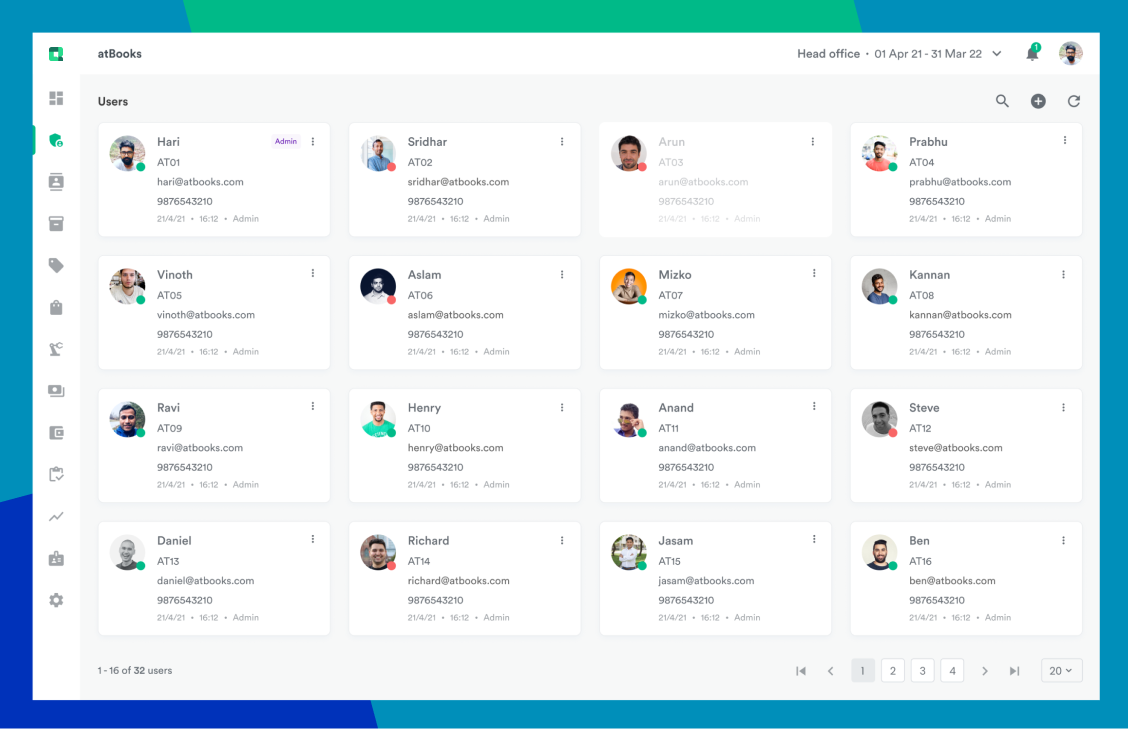 atBooks
Head office • 01 Apr 21 - 31 Mar 22
9
Users
Hari
Admin
AT01
hari@atbooks.com
9876543210
21/4/21 • 16:12 • Admin
Sridhar
AT02
sridhar@atbooks.com
9876543210
21/4/21 • 16:12 • Admin
Arun
AT03
arun@atbooks.com
9876543210
21/4/21 • 16:12 • Admin
Prabhu
AT04
prabhu@atbooks.com
9876543210
21/4/21 • 16:12 • Admin
Vinoth
AT05
vinoth@atbooks.com
9876543210
21/4/21 • 16:12 • Admin
Aslam
AT06
aslam@atbooks.com
9876543210
21/4/21 • 16:12 • Admin
Mizko
AT07
mizko@atbooks.com
9876543210
21/4/21 • 16:12 • Admin
Kannan
AT08
kannan@atbooks.com
9876543210
21/4/21 • 16:12 • Admin
Ravi
AT09
ravi@atbooks.com
9876543210
21/4/21 • 16:12 • Admin
Henry
AT10
henry@atbooks.com
9876543210
21/4/21 • 16:12 • Admin
Anand
AT11
anand@atbooks.com
9876543210
21/4/21 • 16:12 • Admin
Steve
AT12
steve@atbooks.com
9876543210
21/4/21 • 16:12 • Admin
Daniel
AT13
daniel@atbooks.com
9876543210
21/4/21 • 16:12 • Admin
Richard
AT14
richard@atbooks.com
9876543210
21/4/21 • 16:12 • Admin
Jasam
AT15
jasam@atbooks.com
9876543210
21/4/21 • 16:12 • Admin
Ben
AT16
ben@atbooks.com
9876543210
21/4/21 • 16:12 • Admin
1 - 16 of 32 users
1 2 3 4
20